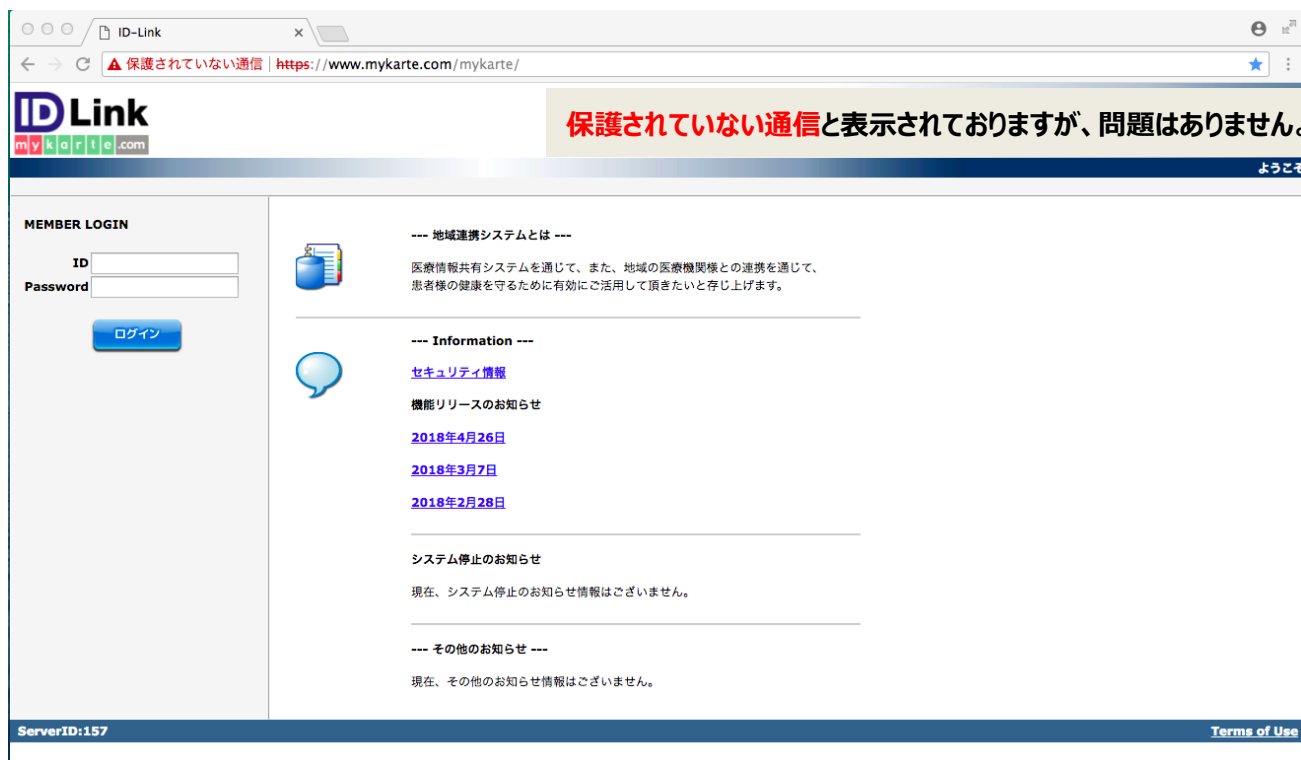 ID-Link
保護されていない通信 | https://www.mykarte.com/mykarte/
ID Link
mykarte.com
保護されていない通信と表示されておりますが、問題はありません。
ようこそ
MEMBER LOGIN
ID
Password
ログイン
--- 地域連携システムとは ---
医療情報共有システムを通じて、また、地域の医療機関様との連携を通じて、
患者様の健康を守るために有効にご活用して頂きたいと存じ上げます。
--- Information ---
セキュリティ情報
機能リリースのお知らせ
2018年4月26日
2018年3月7日
2018年2月28日
システム停止のお知らせ
現在、システム停止のお知らせ情報はございません。
--- その他のお知らせ ---
現在、その他のお知らせ情報はございません。
ServerID:157
Terms of Use